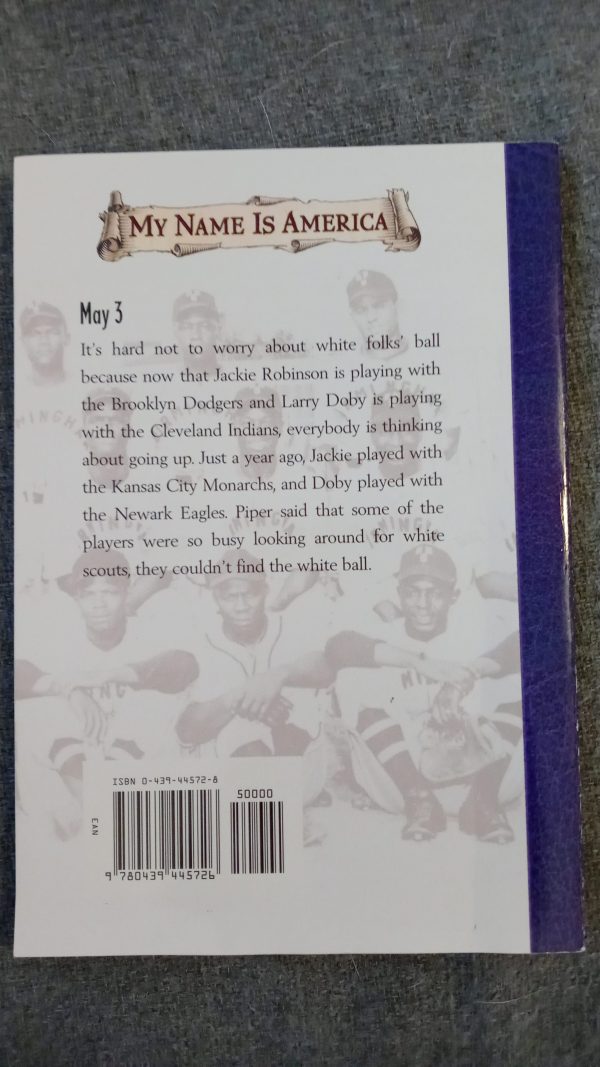 MY NAME IS AMERICA
May 3
It's hard not to worry about white folks' ball
because now that Jackie Robinson is playing with
the Brooklyn Dodgers and Larry Doby is playing
with the Cleveland Indians, everybody is thinking
about going up. Just a year ago, Jackie played with
the Kansas City Monarchs, and Doby played with
the Newark Eagles. Piper said that some of the
players were so busy looking around for white
scouts, they couldn't find the white ball.
ISBN 0-439-44572-8
50000
EAN
9 780439 445726